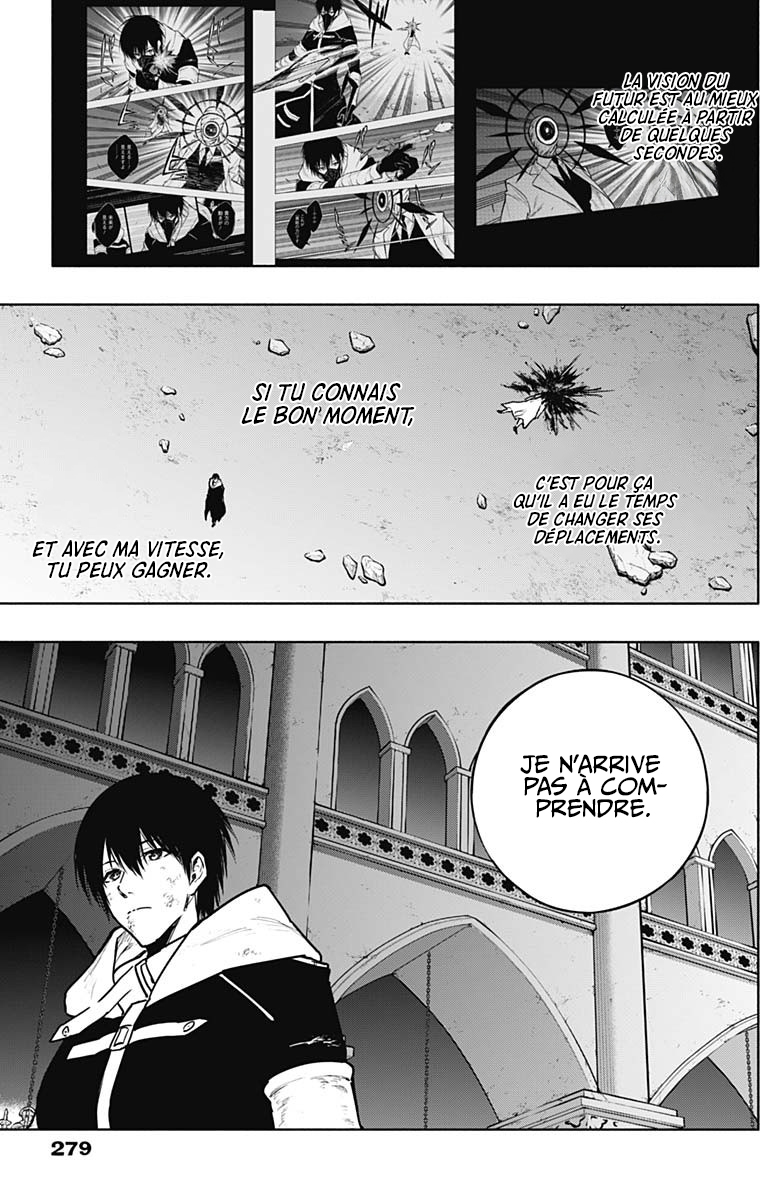 LA VISION DU
FUTUR EST AU MIEUX
CALCULÉE À PARTIR
DE QUELQUES
SECONDES.
SI TU CONNAIS
LE BON MOMENT,
C'EST POUR ÇA
QU'IL A EU LE TEMPS
DE CHANGER SES
DÉPLACEMENTS.
ET AVEC MA VITESSE,
TU PEUX GAGNER.
JE N'ARRIVE
PAS À COM-
PRENDRE.
279